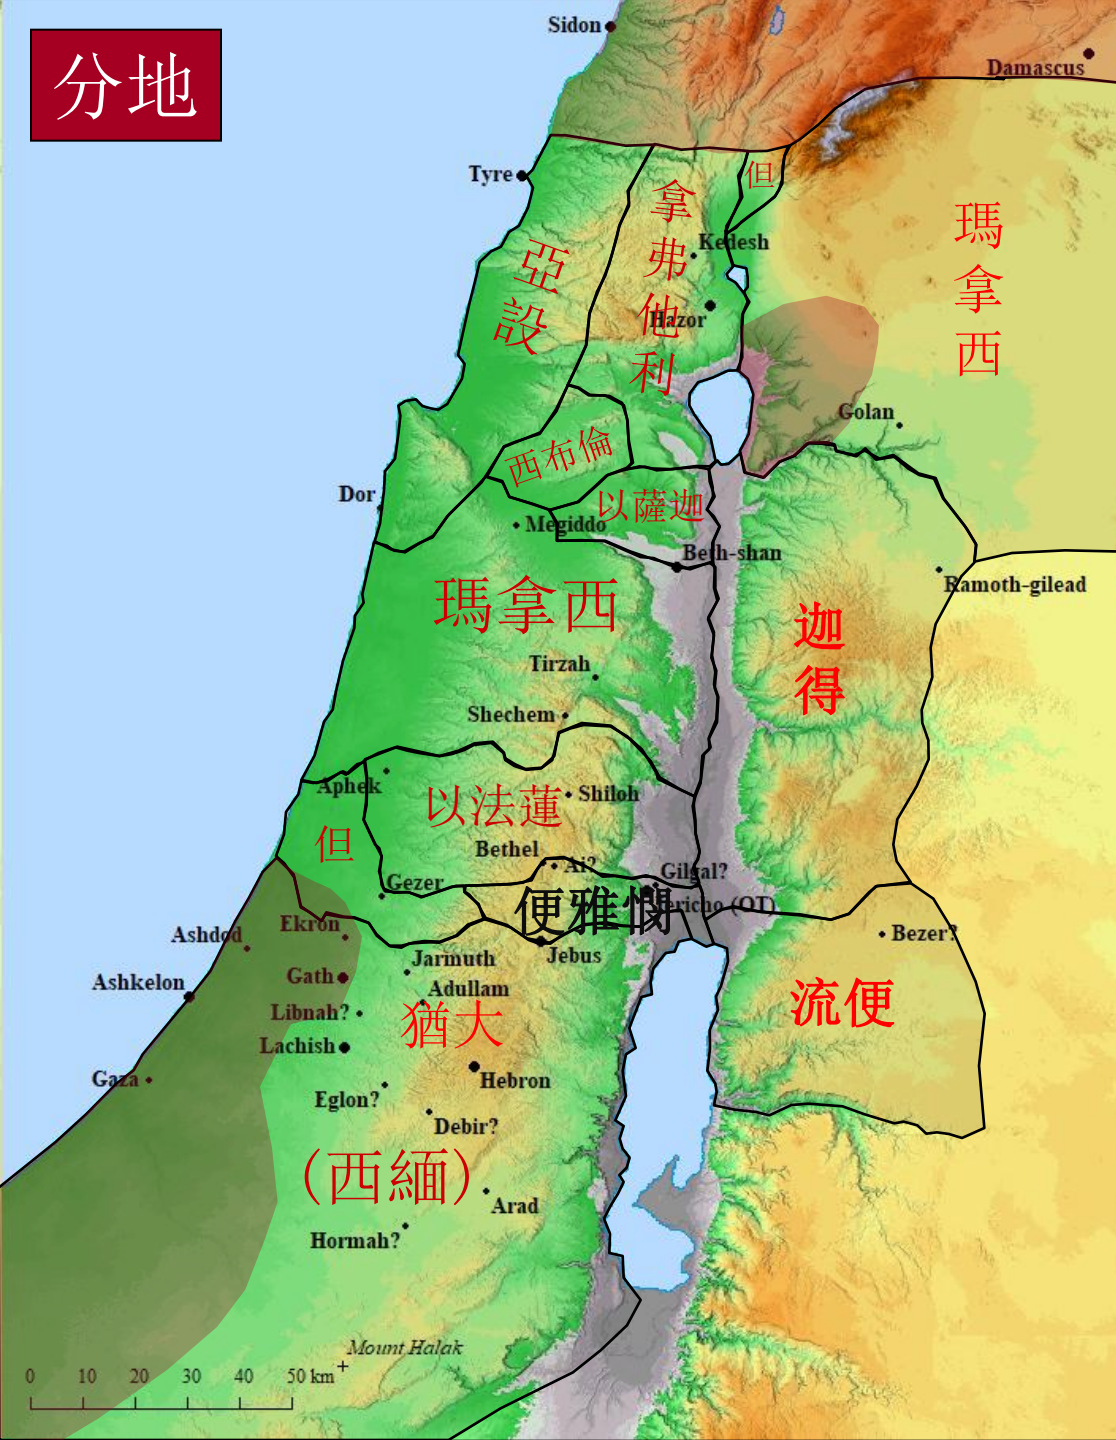 分地
Sidon
Damascus
Tyre
但
拿弗他利
瑪拿西
Kedesh
亞設
Hazor
Golan
西布倫
Dor
以薩迦
Megiddo
Beth-shan
Ramoth-gilead
瑪拿西
迦得
Tirzah
Shechem
Aphek
以法蓮
Shiloh
但
Bethel
Ai?
Gilgal?
Gezer
便雅憫
Jericho (OT)
Ekron
Ashdod
Bezer?
Jebus
Jarmuth
Gath
Ashkelon
Adullam
流便
Libnah?
猶大
Lachish
Gaza
Hebron
Eglon?
Debir?
(西緬)
Arad
Hormah?
Mount Halak
0 10 20 30 40 50 km